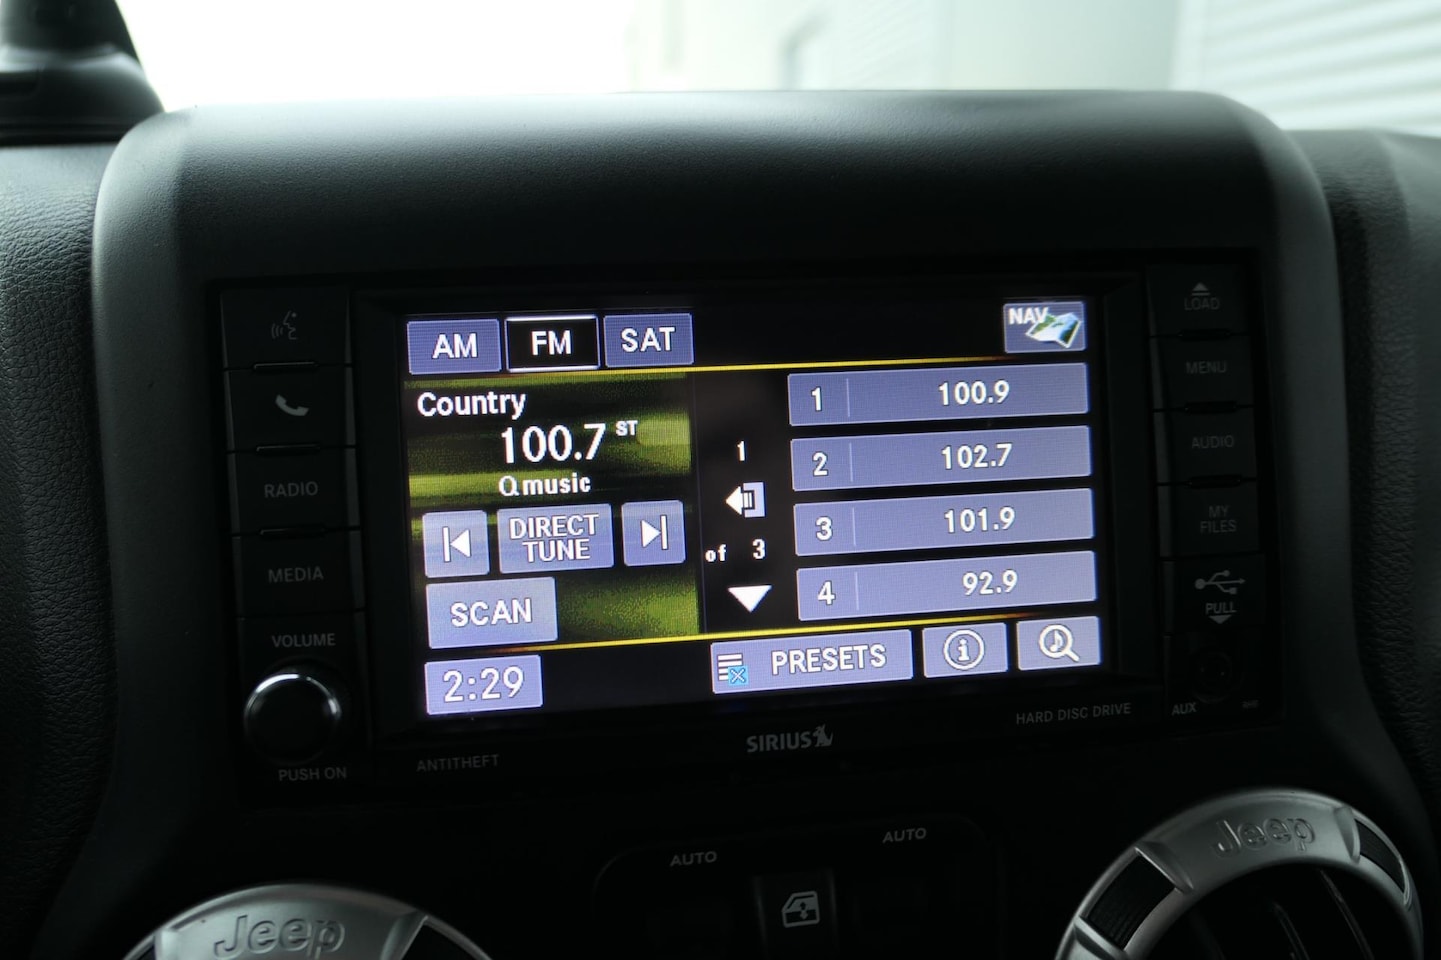 LOAD
AM
FM
SAT
NAV
MENU
Country
1
100.9
100.7 ST
Q music
1
2
102.7
AUDIO
RADIO
DIRECT
TUNE
of 3
3
101.9
MY
FILES
MEDIA
SCAN
4
92.9
PULL
VOLUME
2:29
PRESETS
i
PUSH ON
ANTITHEFT
SIRIUS
HARD DISC DRIVE
AUX
AUTO
AUTO
Jeep
Jeep